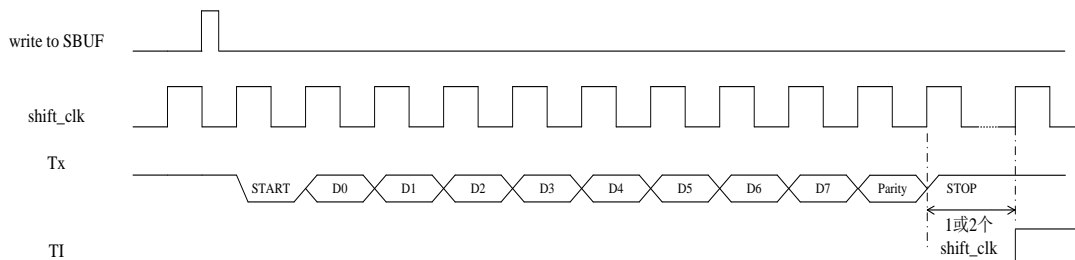 write to SBUF
shift_clk
Tx
START D0 D1 D2 D3 D4 D5 D6 D7 Parity STOP
1或2个
shift_clk
TI